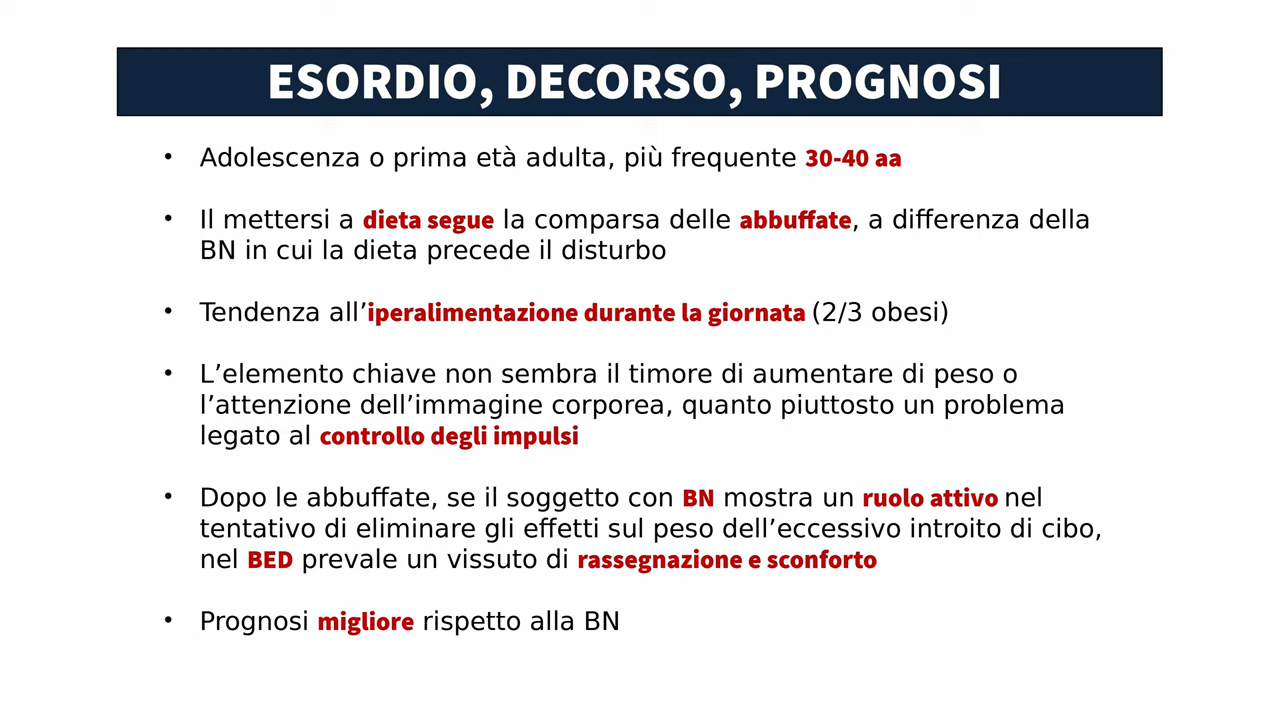 ESORDIO, DECORSO, PROGNOSI
• Adolescenza o prima età adulta, più frequente 30-40 aa
• Il mettersi a dieta segue la comparsa delle abbuffate, a differenza della
BN in cui la dieta precede il disturbo
• Tendenza all’iperalimentazione durante la giornata (2/3 obesi)
• L’elemento chiave non sembra il timore di aumentare di peso o
l’attenzione dell’immagine corporea, quanto piuttosto un problema
legato al controllo degli impulsi
• Dopo le abbuffate, se il soggetto con BN mostra un ruolo attivo nel
tentativo di eliminare gli effetti sul peso dell’eccessivo introito di cibo,
nel BED prevale un vissuto di rassegnazione e sconforto
• Prognosi migliore rispetto alla BN